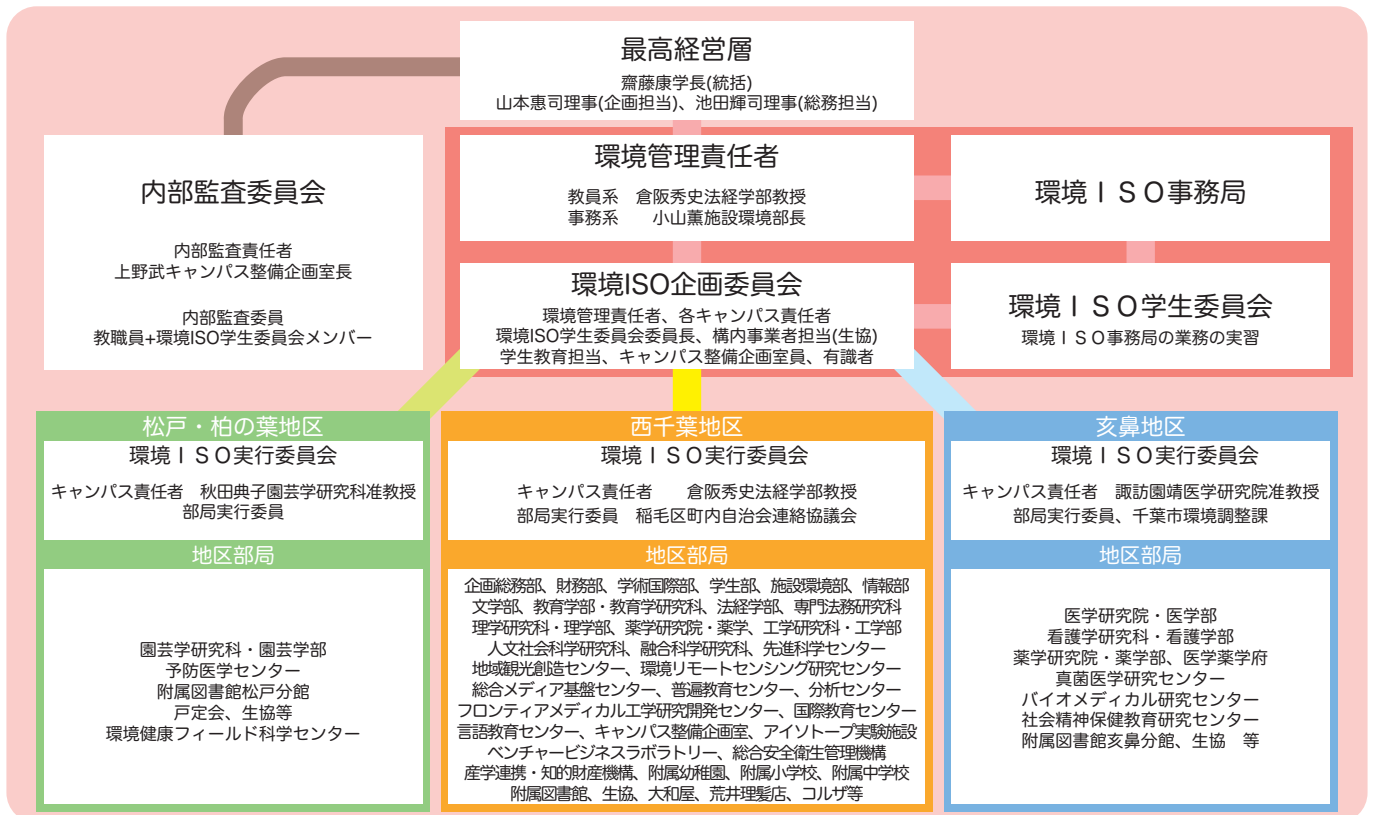 最高経営層
齋藤康学長(統括)
山本恵司理事(企画担当)、池田輝司理事(総務担当)
内部監査委員会
内部監査責任者
上野武キャンパス整備企画室長
内部監査委員
教職員+環境ISO学生委員会メンバー
環境管理責任者
教員系 倉阪秀史法経学部教授
事務系 小山薫施設環境部長
環境ＩＳＯ事務局
環境ISO企画委員会
環境管理責任者、各キャンパス責任者
環境ISO学生委員会委員長、構内事業者担当(生協)
学生教育担当、キャンパス整備企画室員、有識者
環境ＩＳＯ学生委員会
環境ＩＳＯ事務局の業務の実習
松戸・柏の葉地区
環境ＩＳＯ実行委員会
キャンパス責任者 秋田典子園芸学研究科准教授
部局実行委員
地区部局
園芸学研究科・園芸学部
予防医学センター
附属図書館松戸分館
戸定会、生協等
環境健康フィールド科学センター
西千葉地区
環境ＩＳＯ実行委員会
キャンパス責任者 倉阪秀史法経学部教授
部局実行委員 稲毛区町内自治会連絡協議会
地区部局
企画総務部、財務部、学術国際部、学生部、施設環境部、情報部
文学部、教育学部・教育学研究科、法経学部、専門法務研究科
理学研究科・理学部、薬学研究院・薬学、工学研究科・工学部
人文社会科学研究科、融合科学研究科、先進科学センター
地域観光創造センター、環境リモートセンシング研究センター
総合メディア基盤センター、普遍教育センター、分析センター
フロンティアメディカル工学研究開発センター、国際教育センター
言語教育センター、キャンパス整備企画室、アイソトープ実験施設
ベンチャービジネスラボラトリー、総合安全衛生管理機構
産学連携・知的財産機構、附属幼稚園、附属小学校、附属中学校
附属図書館、生協、大和屋、荒井理髪店、コルザ等
亥鼻地区
環境ＩＳＯ実行委員会
キャンパス責任者 諏訪園靖医学研究院准教授
部局実行委員、千葉市環境調整課
地区部局
医学研究院・医学部
看護学研究科・看護学部
薬学研究院・薬学部、医学薬学府
真菌医学研究センター
バイオメディカル研究センター
社会精神保健教育研究センター
附属図書館亥鼻分館、生協 等